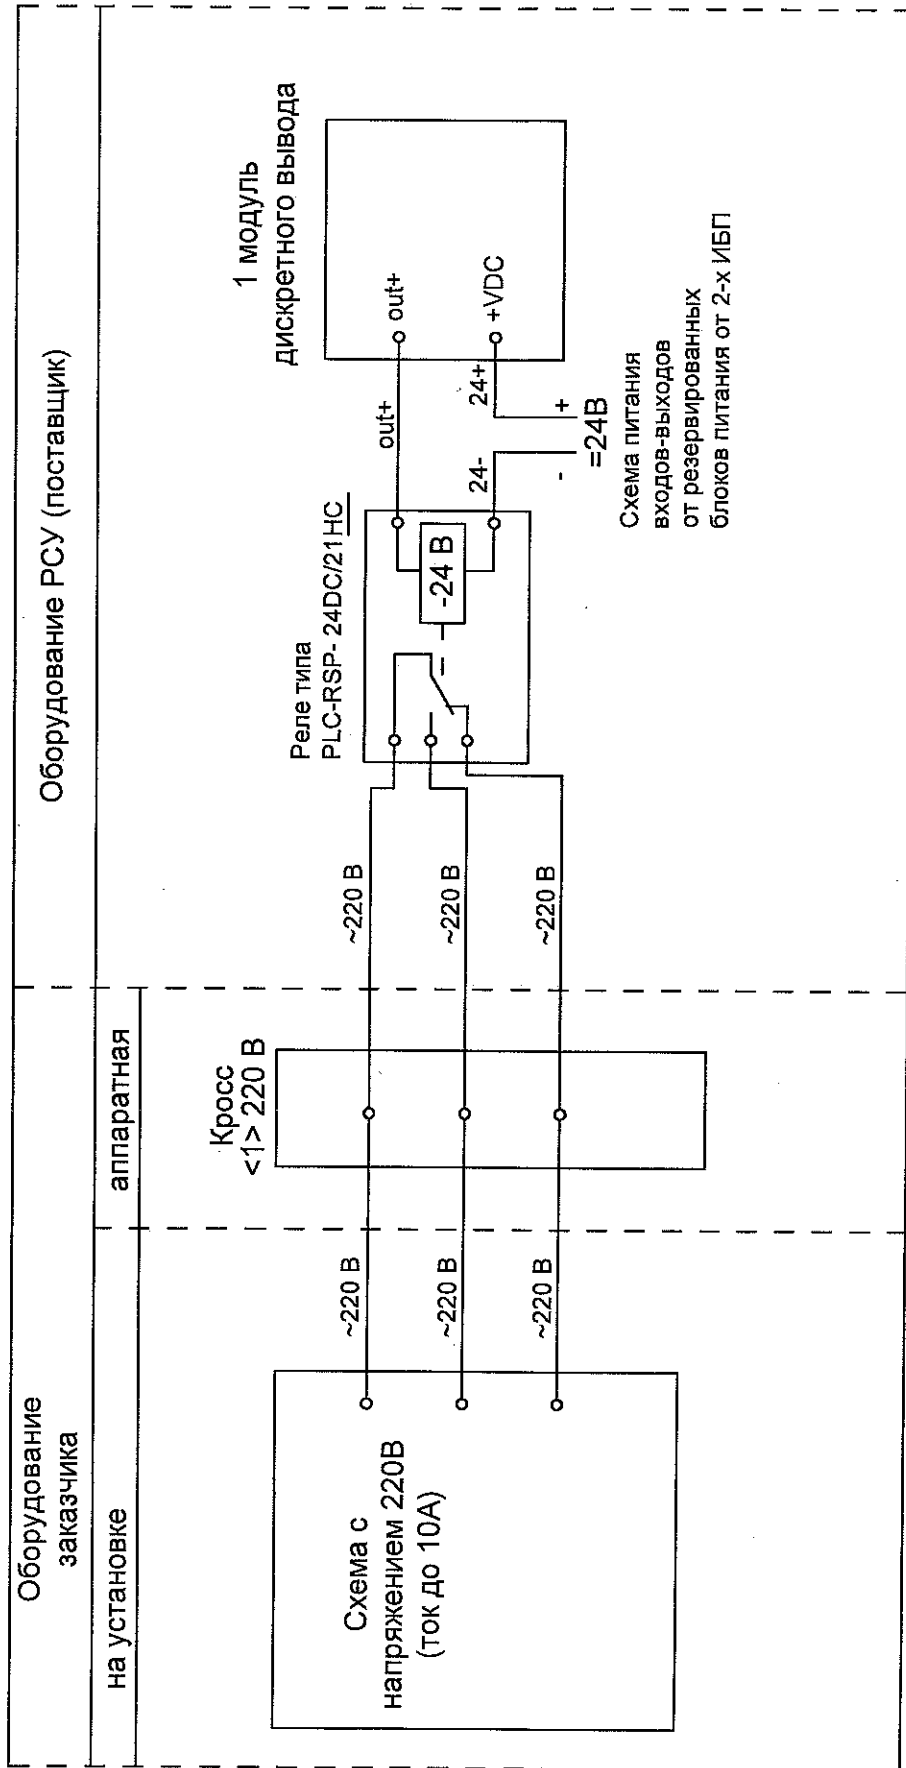 Оборудование
заказчика
Оборудование РСУ (поставщик)
на установке
аппаратная
Схема с
напряжением 220В
(ток до 10А)
~220 В
~220 В
~220 В
Кросс
<1> 220 В
~220 В
~220 В
~220 В
Реле типа
PLC-RSP- 24DC/21HC
-24 В
out+
24-
24+
-
+
=24В
1 модуль
дискретного вывода
out+
+VDC
Схема питания
входов-выходов
от резервированных
блоков питания от 2-х ИБП